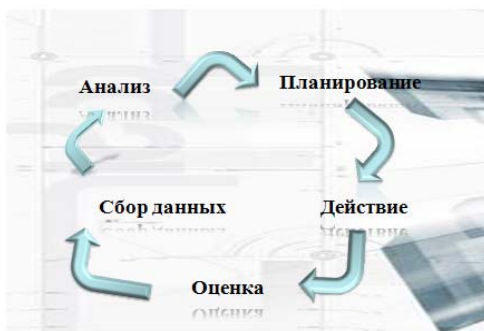 Анализ
Планирование
Сбор данных
Действие
Оценка